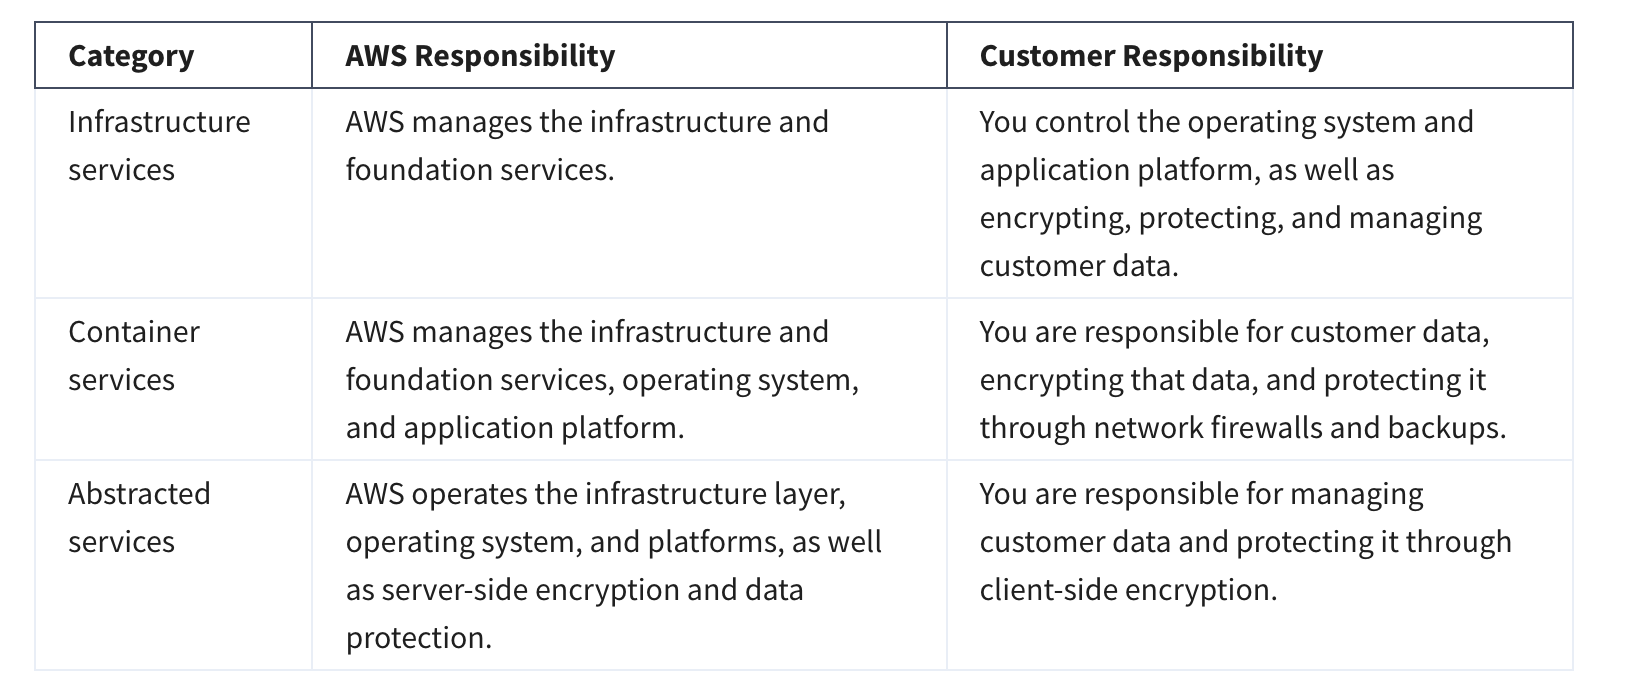 Category
AWS Responsibility
Customer Responsibility
Infrastructure
services
AWS manages the infrastructure and
foundation services.
You control the operating system and
application platform, as well as
encrypting, protecting, and managing
customer data.
Container
services
AWS manages the infrastructure and
foundation services, operating system,
and application platform.
You are responsible for customer data,
encrypting that data, and protecting it
through network firewalls and backups.
Abstracted
services
AWS operates the infrastructure layer,
operating system, and platforms, as well
as server-side encryption and data
protection.
You are responsible for managing
customer data and protecting it through
client-side encryption.